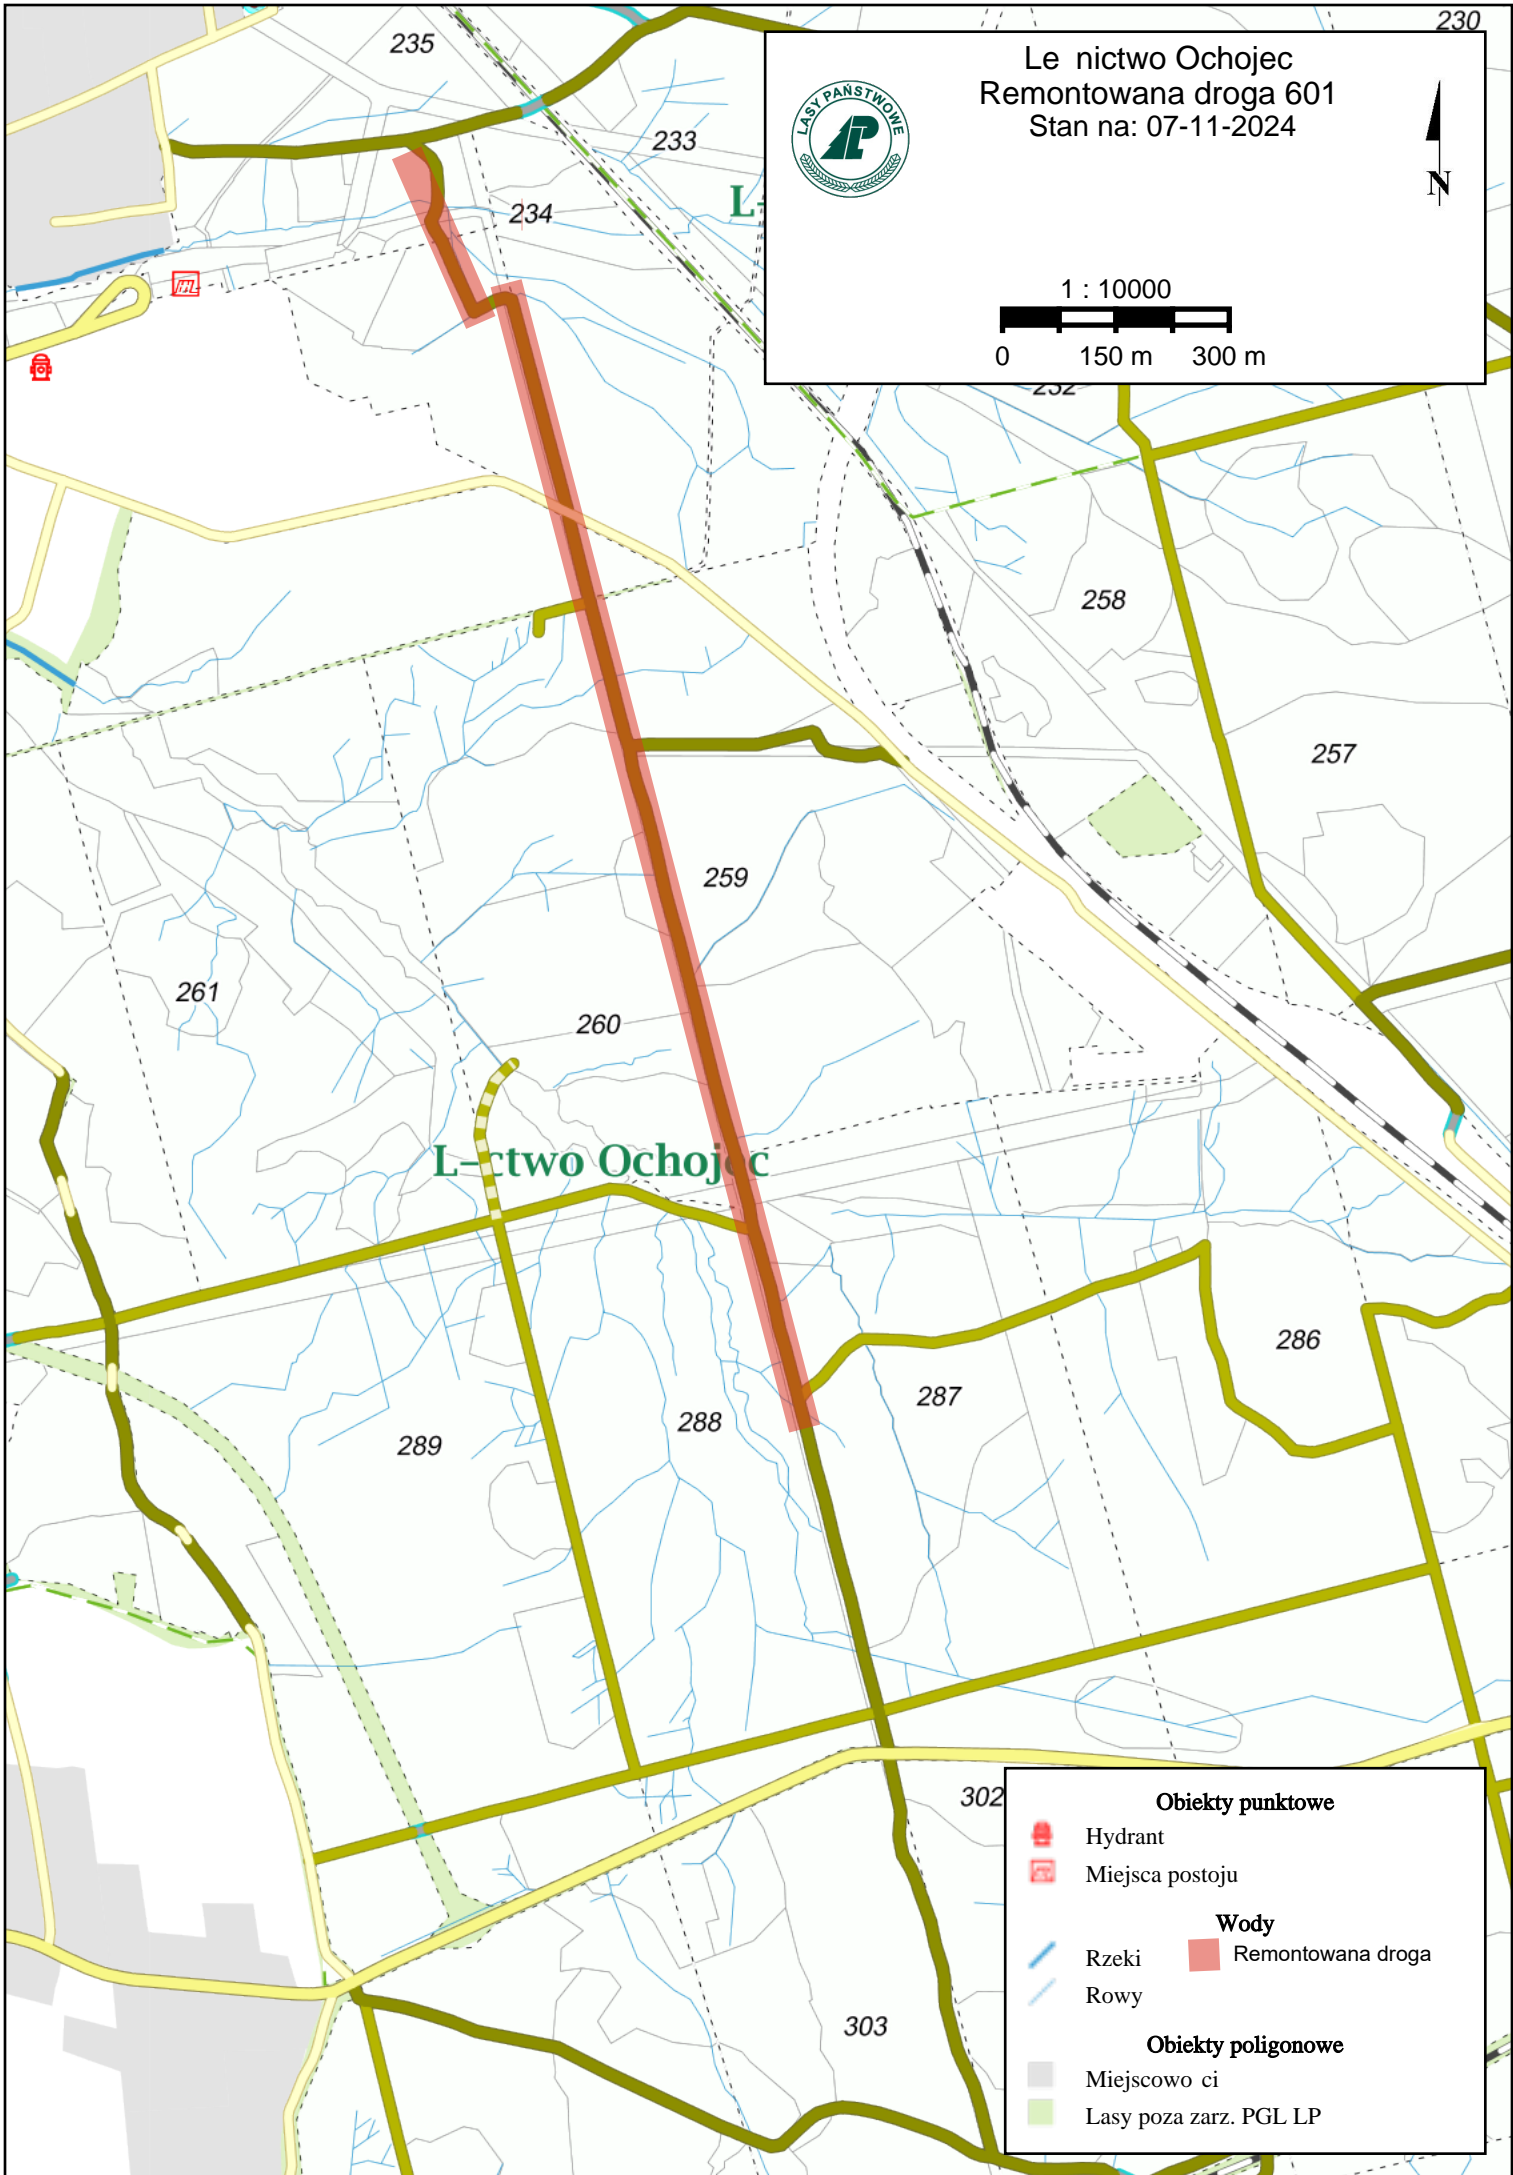 230
235
Le nictwo Ochojec
Remontowana droga 601
Stan na: 07-11-2024
LASY PAŃSTWOWE
N
233
234
L-
1 : 10000
0 150 m 300 m
232
258
257
259
261
260
L-ctwo Ochojec
286
287
288
289
302
303
Obiekty punktowe
Hydrant
Miejsca postoju
Wody
Rzeki
Remontowana droga
Rowy
Obiekty poligonowe
Miejscowo ci
Lasy poza zarz. PGL LP